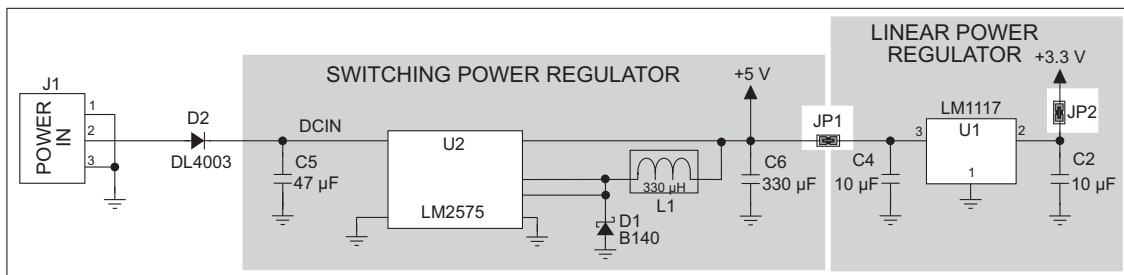 J1
POWER
IN
1
2
3
D2
DL4003
SWITCHING POWER REGULATOR
DCIN
C5
47 µF
U2
LM2575
330 µH
L1
D1
B140
+5 V
C6
330 µF
JP1
LINEAR POWER
REGULATOR
+3.3 V
JP2
LM1117
U1
3
2
1
C4
10 µF
C2
10 µF